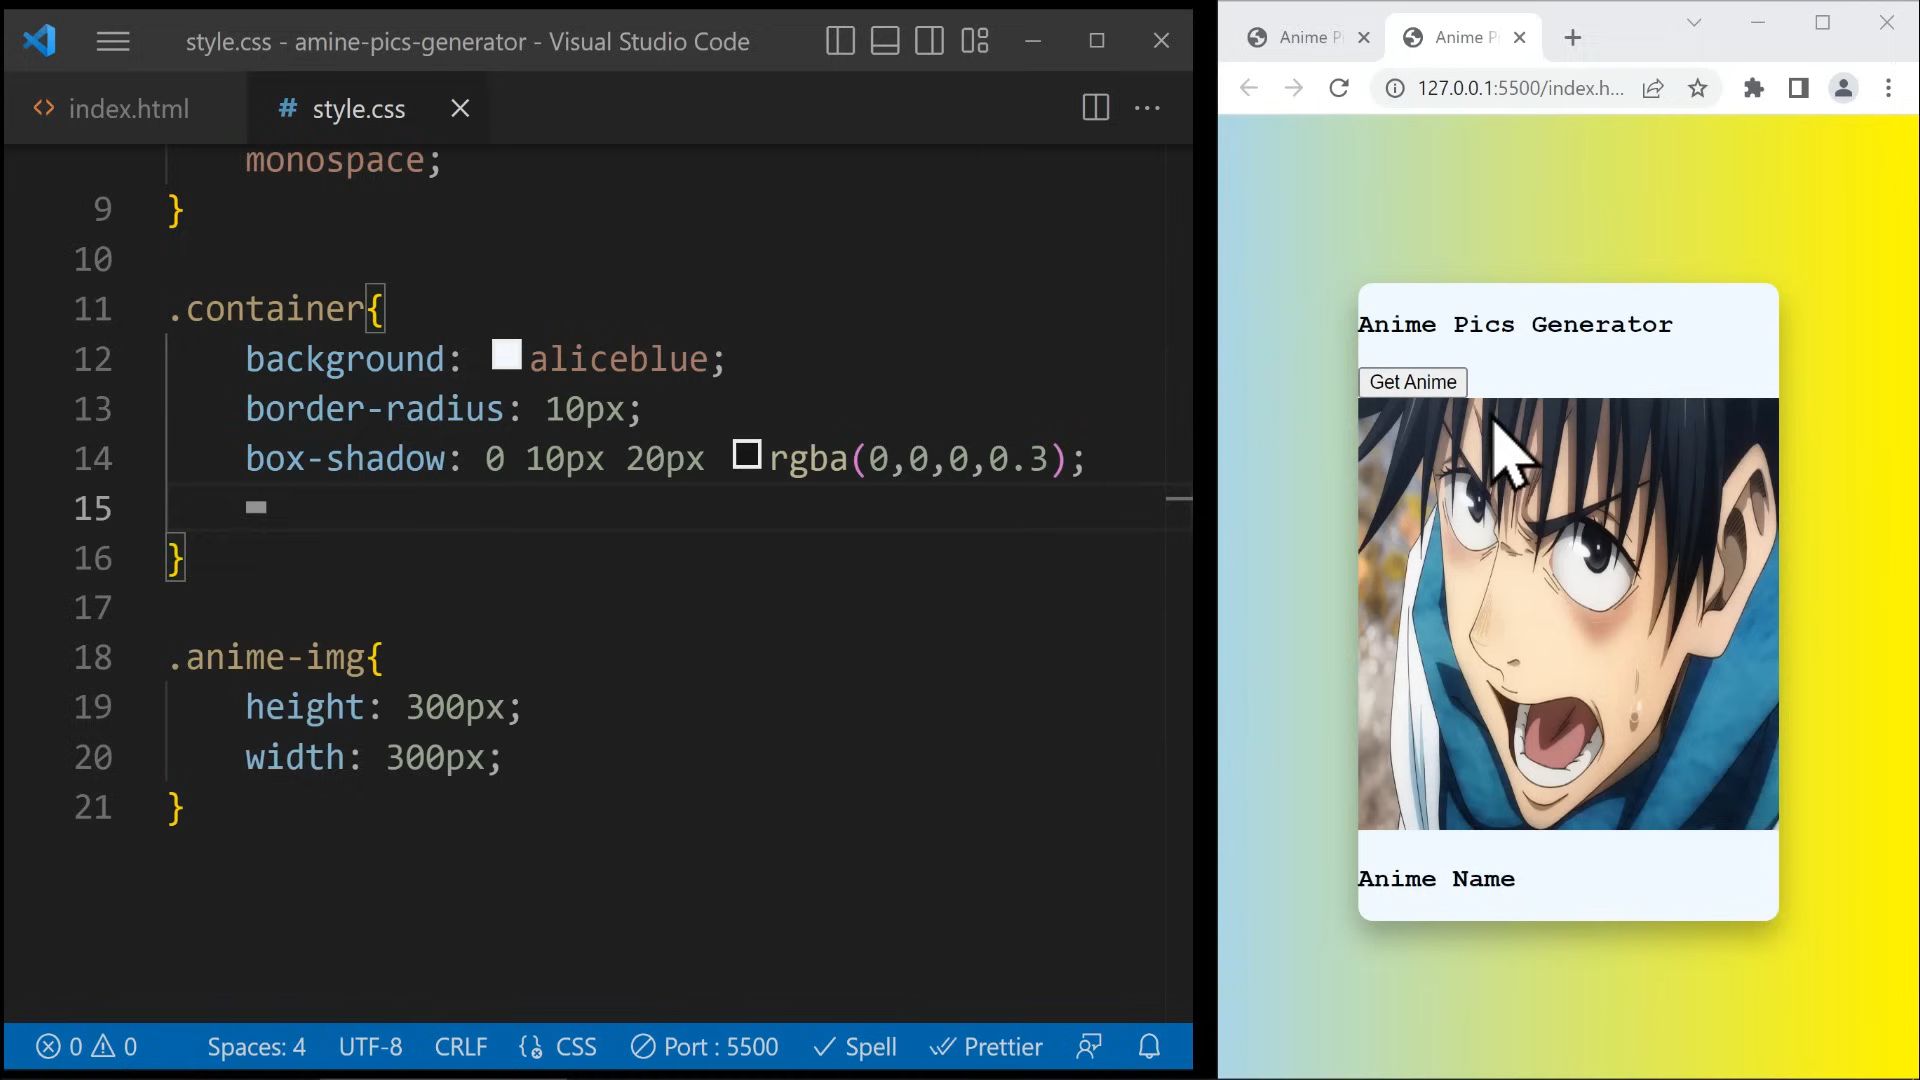 style.css - amine-pics-generator - Visual Studio Code
index.html
# style.css
monospace;
9 }
10
11 .container{
12 background: aliceblue;
13 border-radius: 10px;
14 box-shadow: 0 10px 20px rgba(0,0,0,0.3);
15
16 }
17
18 .anime-img{
19 height: 300px;
20 width: 300px;
21 }
0 0 Spaces: 4 UTF-8 CRLF CSS Port : 5500 Spell Prettier
Anime P
Anime P
127.0.0.1:5500/index.h...
Anime Pics Generator
Get Anime
Anime Name